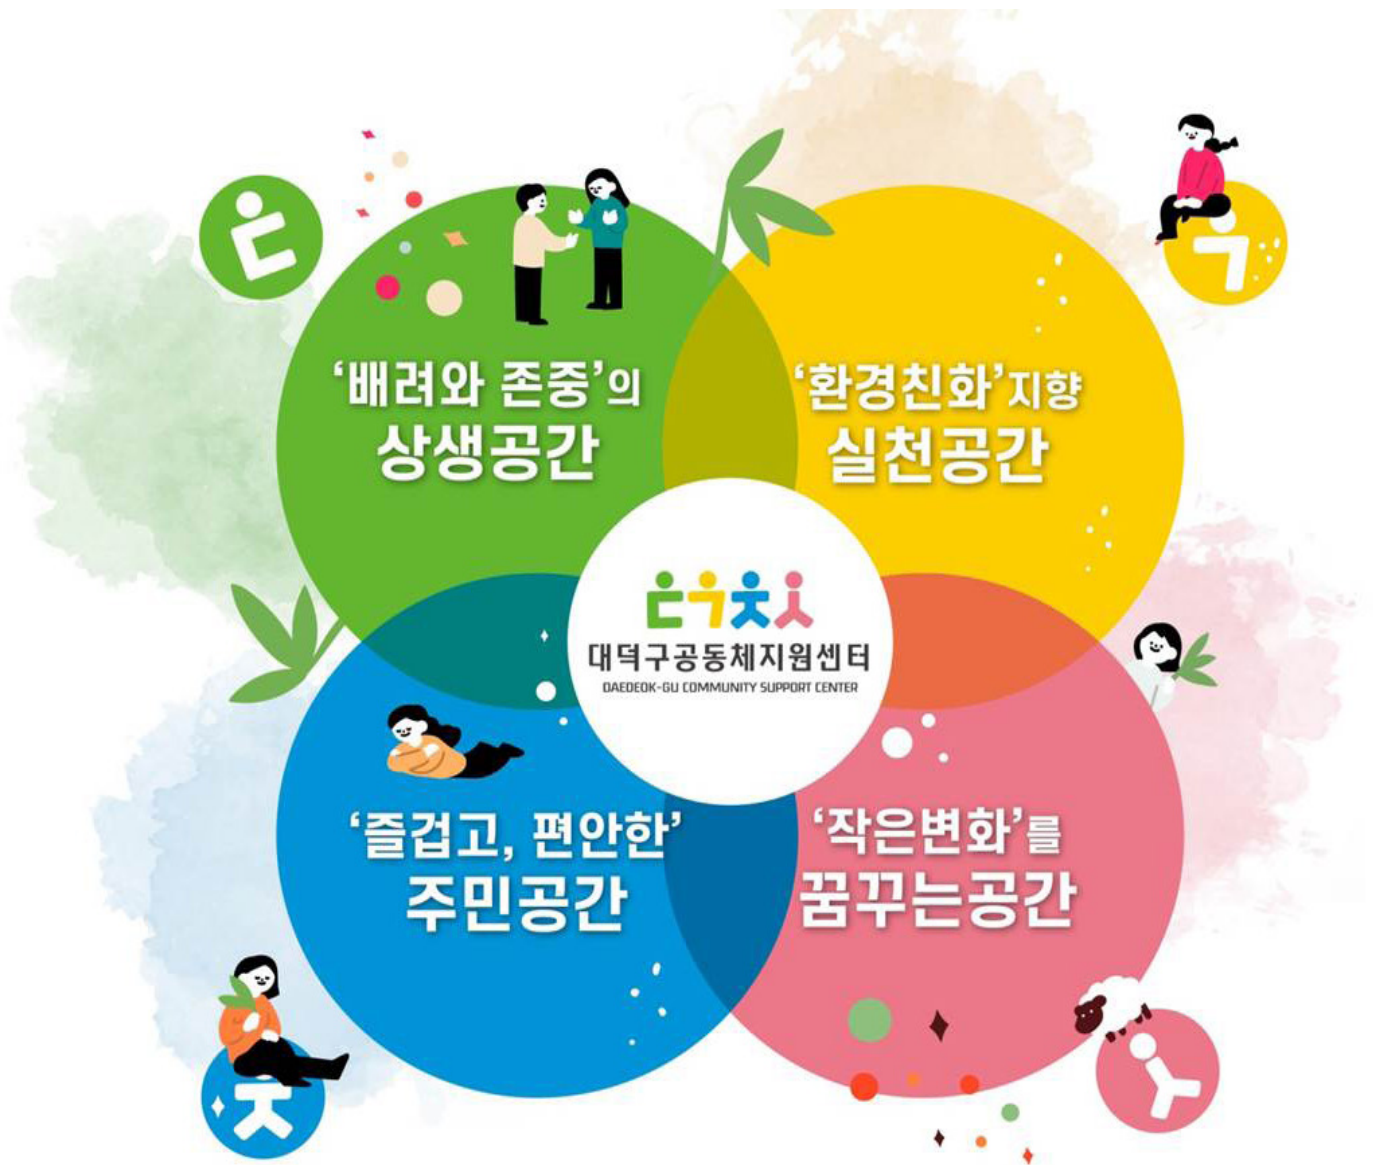 ‘배려와 존중’의
상생공간
‘환경친화’지향
실천공간
대덕구공동체지원센터
DAEDEOK-GU COMMUNITY SUPPORT CENTER
‘즐겁고, 편안한’
주민공간
‘작은변화’를
꿈꾸는공간